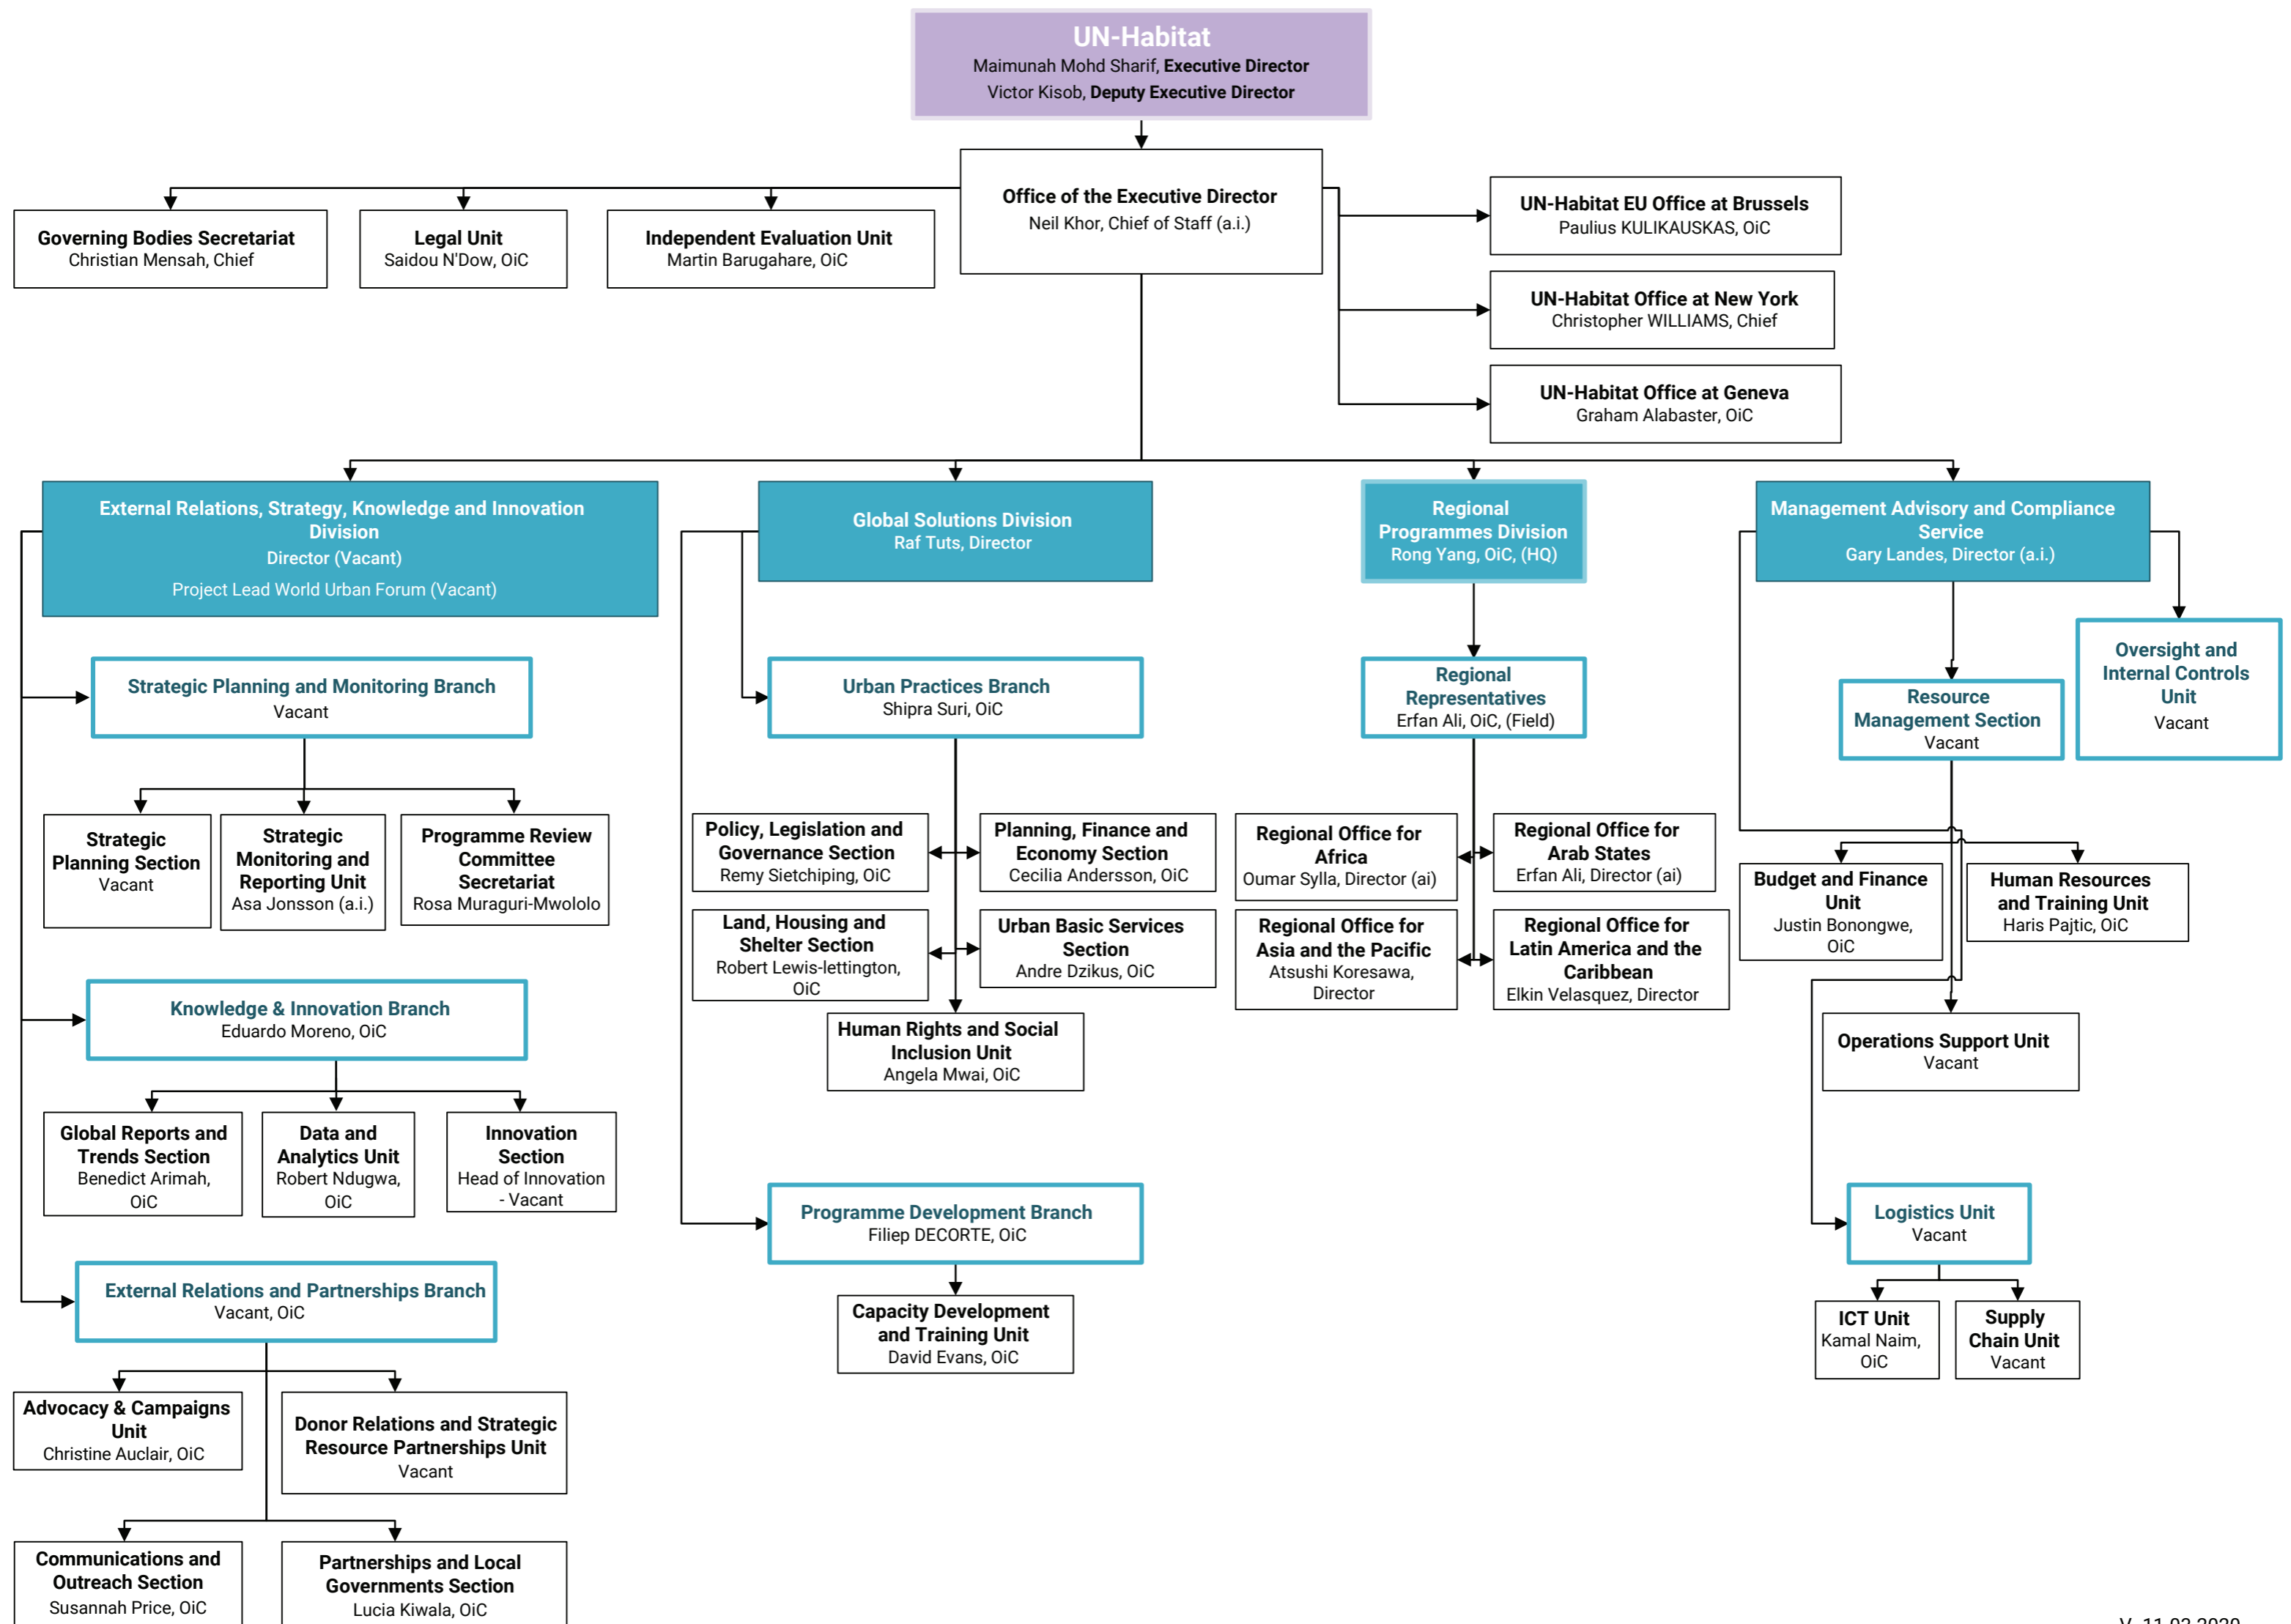 UN-Habitat
Maimunah Mohd Sharif, Executive Director
Victor Kisob, Deputy Executive Director
Office of the Executive Director
Neil Khor, Chief of Staff (a.i.)
Governing Bodies Secretariat
Christian Mensah, Chief
Legal Unit
Saidou N'Dow, OiC
Independent Evaluation Unit
Martin Barugahare, OiC
UN-Habitat EU Office at Brussels
Paulius KULIKAUSKAS, OiC
UN-Habitat Office at New York
Christopher WILLIAMS, Chief
UN-Habitat Office at Geneva
Graham Alabaster, OiC
External Relations, Strategy, Knowledge and Innovation
Division
Director (Vacant)
Project Lead World Urban Forum (Vacant)
Strategic Planning and Monitoring Branch
Vacant
Strategic
Planning Section
Vacant
Strategic
Monitoring and
Reporting Unit
Asa Jonsson (a.i.)
Programme Review
Committee
Secretariat
Rosa Muraguri-Mwololo
Knowledge & Innovation Branch
Eduardo Moreno, OiC
Global Reports and
Trends Section
Benedict Arimah,
OiC
Data and
Analytics Unit
Robert Ndugwa,
OiC
Innovation
Section
Head of Innovation
- Vacant
External Relations and Partnerships Branch
Vacant, OiC
Advocacy & Campaigns
Unit
Christine Auclair, OiC
Donor Relations and Strategic
Resource Partnerships Unit
Vacant
Communications and
Outreach Section
Susannah Price, OiC
Partnerships and Local
Governments Section
Lucia Kiwala, OiC
Global Solutions Division
Raf Tuts, Director
Urban Practices Branch
Shipra Suri, OiC
Policy, Legislation and
Governance Section
Remy Sietchiping, OiC
Planning, Finance and
Economy Section
Cecilia Andersson, OiC
Land, Housing and
Shelter Section
Robert Lewis-lettington,
OiC
Urban Basic Services
Section
Andre Dzikus, OiC
Human Rights and Social
Inclusion Unit
Angela Mwai, OiC
Programme Development Branch
Filiep DECORTE, OiC
Capacity Development
and Training Unit
David Evans, OiC
Regional
Programmes Division
Rong Yang, OiC, (HQ)
Regional
Representatives
Erfan Ali, OiC, (Field)
Regional Office for
Africa
Oumar Sylla, Director (ai)
Regional Office for
Arab States
Erfan Ali, Director (ai)
Regional Office for
Asia and the Pacific
Atsushi Koresawa,
Director
Regional Office for
Latin America and the
Caribbean
Elkin Velasquez, Director
Management Advisory and Compliance
Service
Gary Landes, Director (a.i.)
Oversight and
Internal Controls
Unit
Vacant
Resource
Management Section
Vacant
Budget and Finance
Unit
Justin Bonongwe,
OiC
Human Resources
and Training Unit
Haris Pajtic, OiC
Operations Support Unit
Vacant
Logistics Unit
Vacant
ICT Unit
Kamal Naim,
OiC
Supply
Chain Unit
Vacant